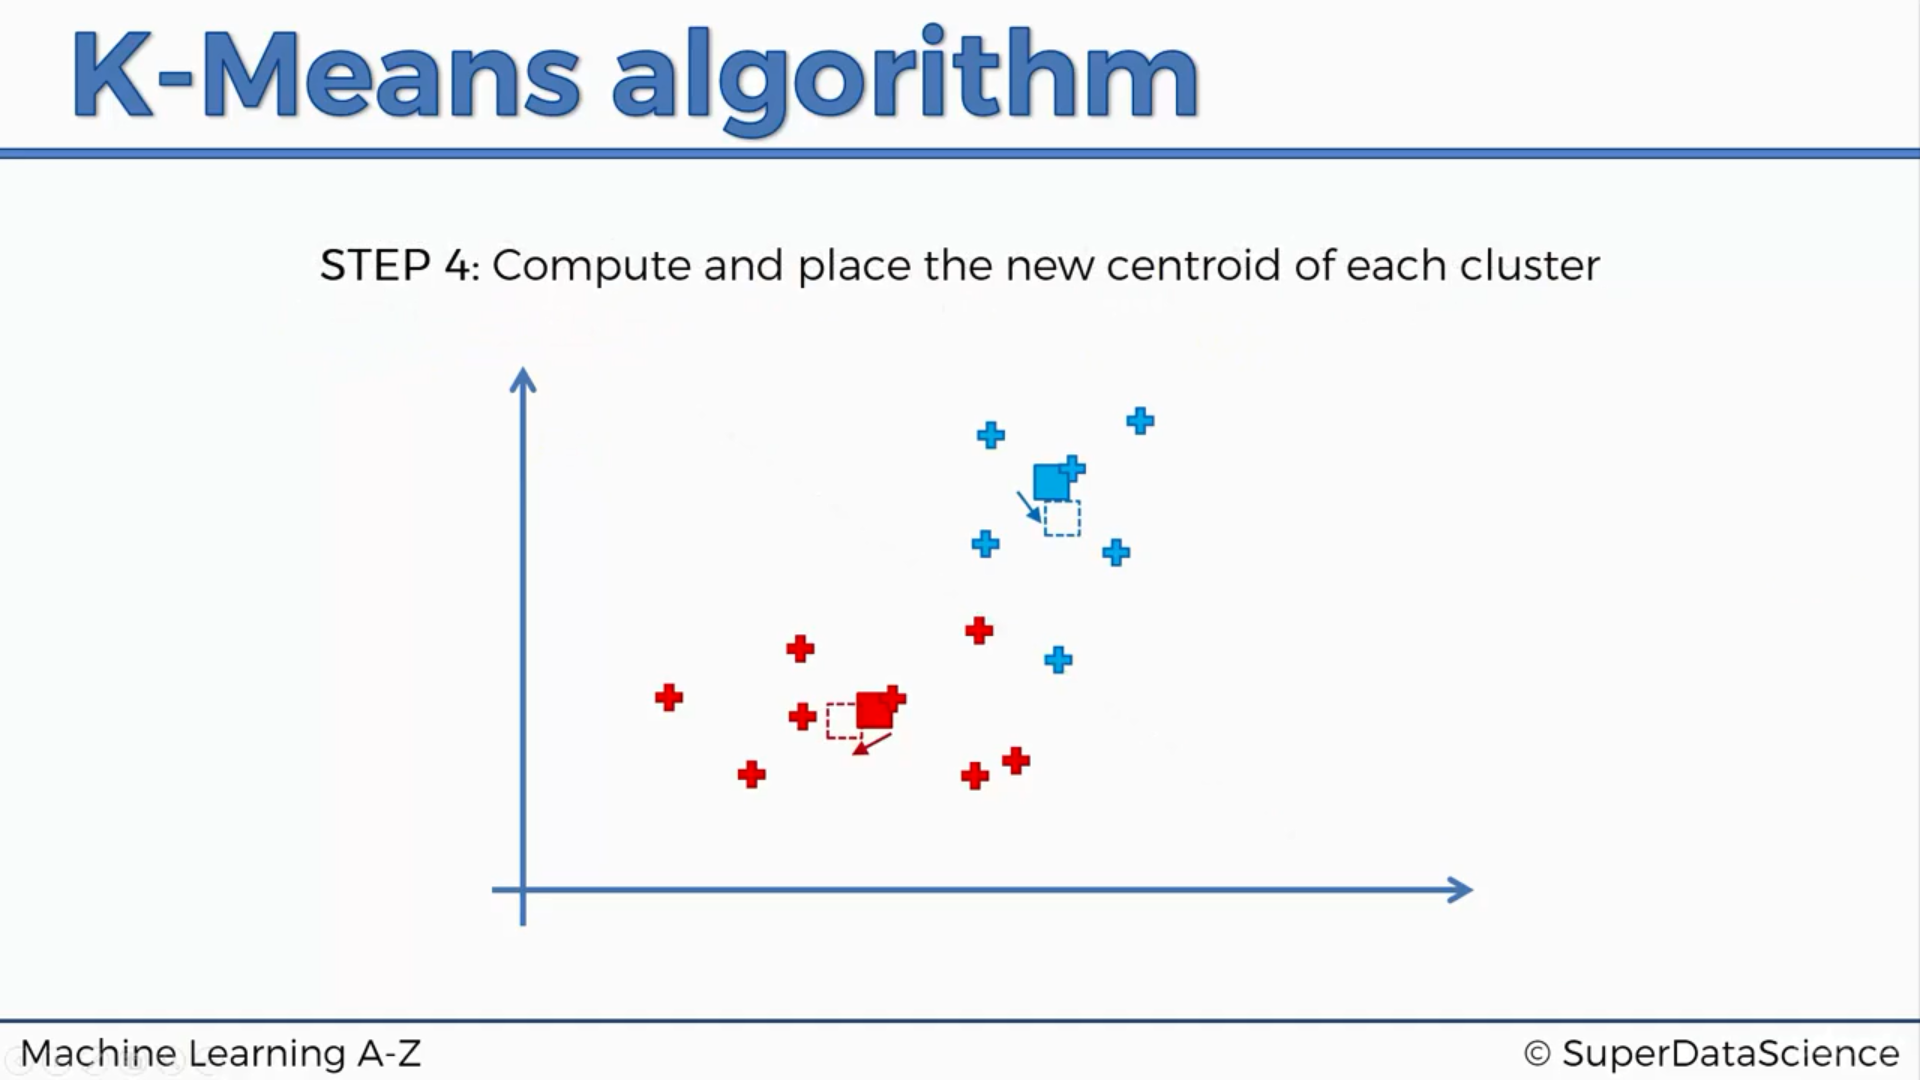 K-Means algorithm
STEP 4: Compute and place the new centroid of each cluster
Machine Learning A-Z
© SuperDataScience